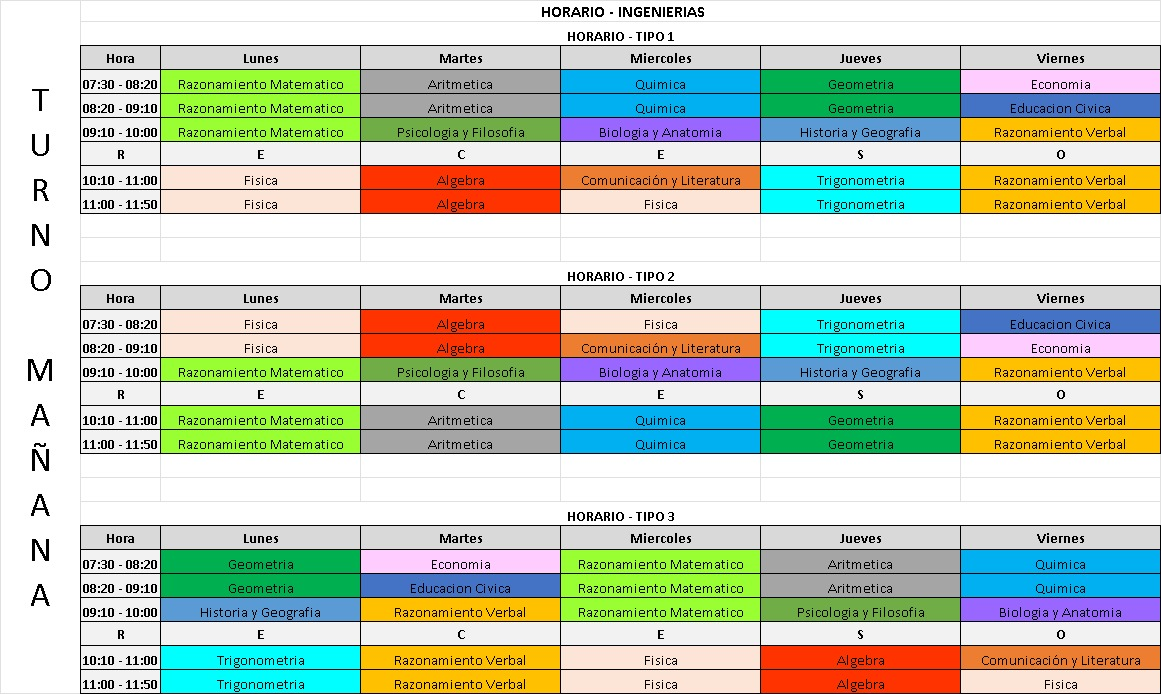 TURNO MAÑANA
HORARIO - INGENIERIAS
HORARIO - TIPO 1
Hora Lunes Martes Miercoles Jueves Viernes
07:30 - 08:20 Razonamiento Matematico Aritmetica Quimica Geometria Economia
08:20 - 09:10 Razonamiento Matematico Aritmetica Quimica Geometria Educacion Civica
09:10 - 10:00 Razonamiento Matematico Psicologia y Filosofia Biologia y Anatomia Historia y Geografia Razonamiento Verbal
R E C E S O
10:10 - 11:00 Fisica Algebra Comunicación y Literatura Trigonometria Razonamiento Verbal
11:00 - 11:50 Fisica Algebra Fisica Trigonometria Razonamiento Verbal
HORARIO - TIPO 2
Hora Lunes Martes Miercoles Jueves Viernes
07:30 - 08:20 Fisica Algebra Fisica Trigonometria Educacion Civica
08:20 - 09:10 Fisica Algebra Comunicación y Literatura Trigonometria Economia
09:10 - 10:00 Razonamiento Matematico Psicologia y Filosofia Biologia y Anatomia Historia y Geografia Razonamiento Verbal
R E C E S O
10:10 - 11:00 Razonamiento Matematico Aritmetica Quimica Geometria Razonamiento Verbal
11:00 - 11:50 Razonamiento Matematico Aritmetica Quimica Geometria Razonamiento Verbal
HORARIO - TIPO 3
Hora Lunes Martes Miercoles Jueves Viernes
07:30 - 08:20 Geometria Economia Razonamiento Matematico Aritmetica Quimica
08:20 - 09:10 Geometria Educacion Civica Razonamiento Matematico Aritmetica Quimica
09:10 - 10:00 Historia y Geografia Razonamiento Verbal Razonamiento Matematico Psicologia y Filosofia Biologia y Anatomia
R E C E S O
10:10 - 11:00 Trigonometria Razonamiento Verbal Fisica Algebra Comunicación y Literatura
11:00 - 11:50 Trigonometria Razonamiento Verbal Fisica Algebra Fisica